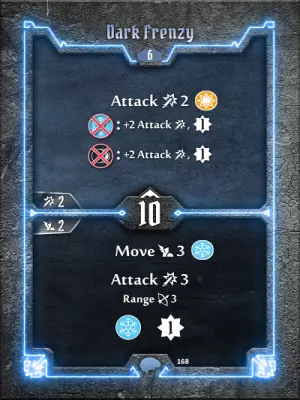 Dark Frenzy
6
Attack 2
: +2 Attack , 1
: +2 Attack , 1
2
10
2
Move 3
Attack 3
Range 3
1
168